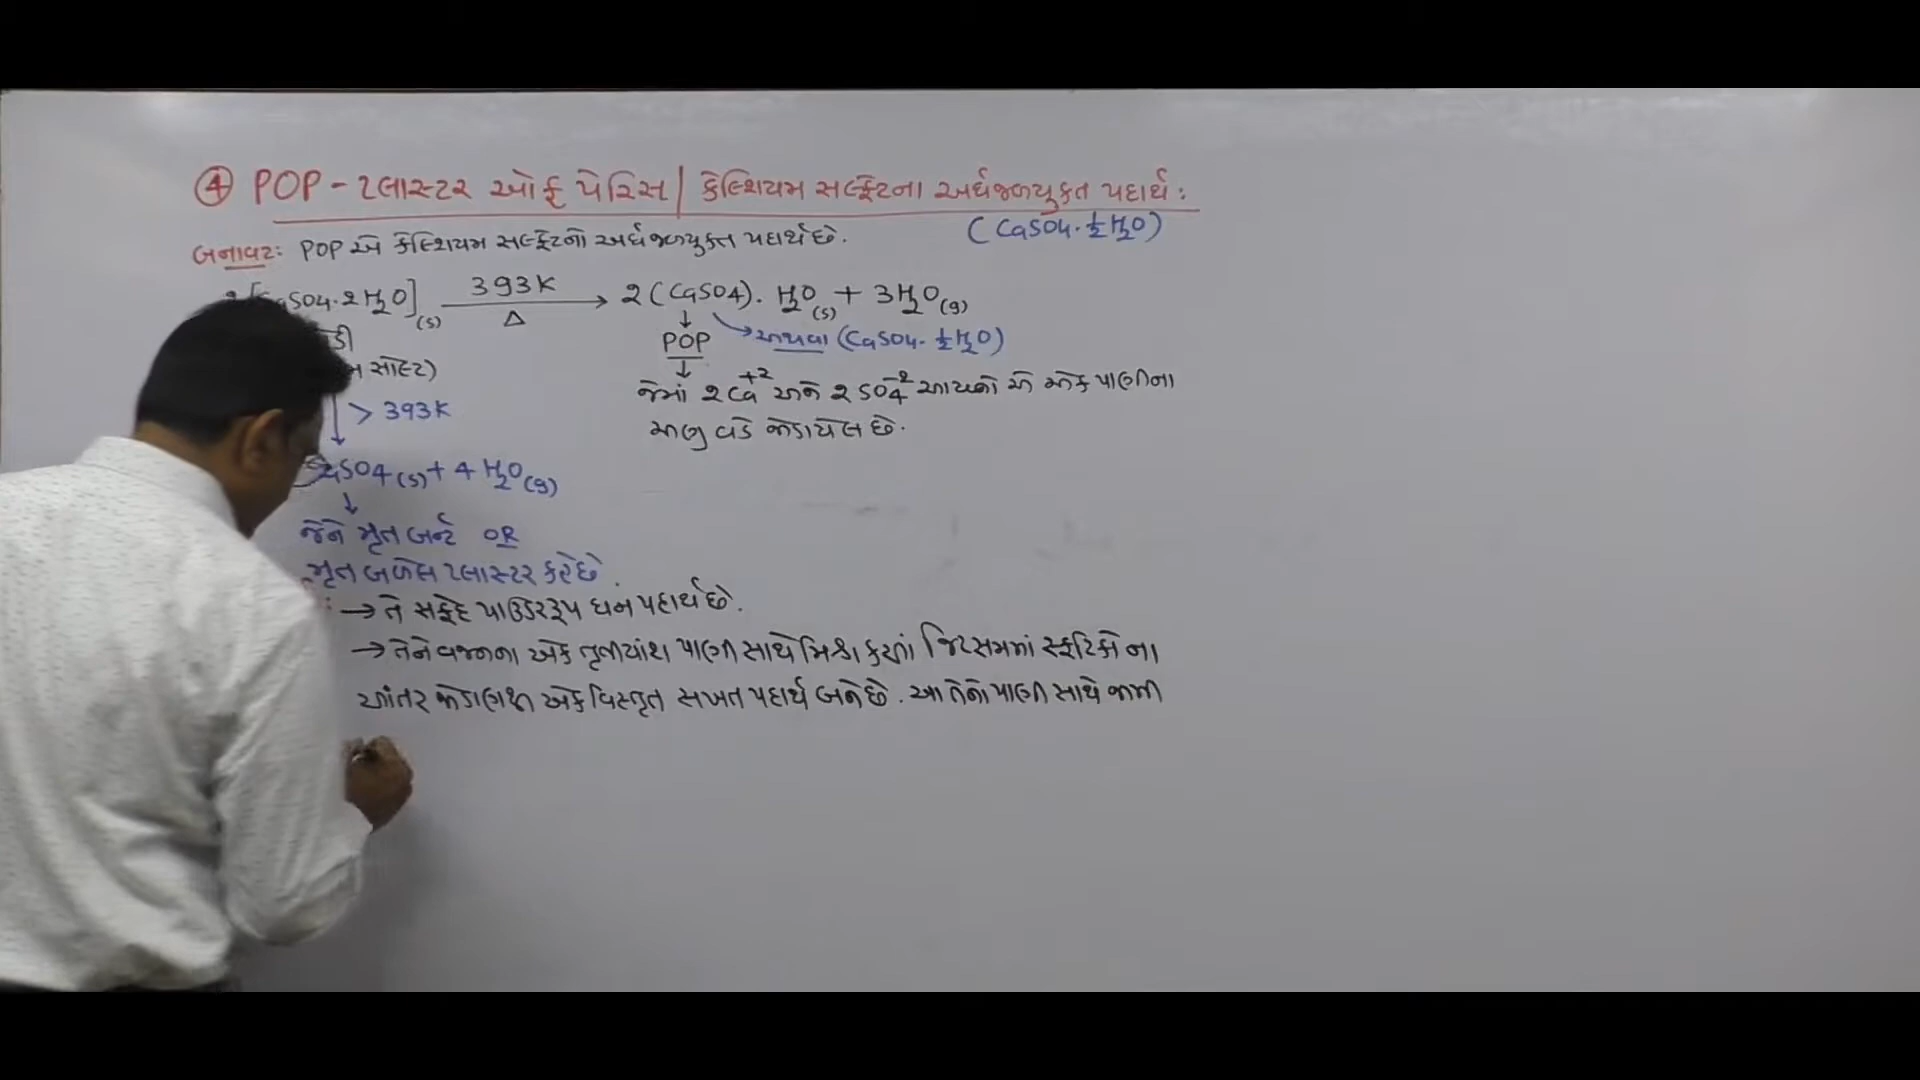 ④ POP - પ્લાસ્ટર ઓફ પેરિસ | કેલ્શિયમ સલ્ફેટના અર્ધજળયુક્ત પદાર્થ :
(CaSO4. ½H2O)
બનાવટ: POP એ કેલ્શિયમ સલ્ફેટનો અર્ધજળયુક્ત પદાર્થ છે.
SO4. 2H2O](s) 393K Δ → 2 (CaSO4). H2O(s) + 3H2O(g)
↓ POP → અથવા (CaSO4. ½H2O)
સોલ્ટ)
↓ જેમાં 2Ca+2 અને 2SO4-2 આયનો એ એક પાણીના
અણુ વડે જોડાયેલ છે.
↓ > 393K
SO4(s) + 4H2O(g)
↓
જેને મૃત બર્ન્ટ OR
મૃત બળેલ પ્લાસ્ટર કહે છે.
: → તે સફેદ પાઉડરરૂપ ઘન પદાર્થ છે.
→ તેને વજનના એક તૃતીયાંશ પાણી સાથે મિશ્ર કરતાં જિપ્સમમાં સ્ફટિકો ના
આંતર જોડાણથી એક વિસ્તૃત સખત પદાર્થ બને છે. આ તેનો પાણી સાથે જામી